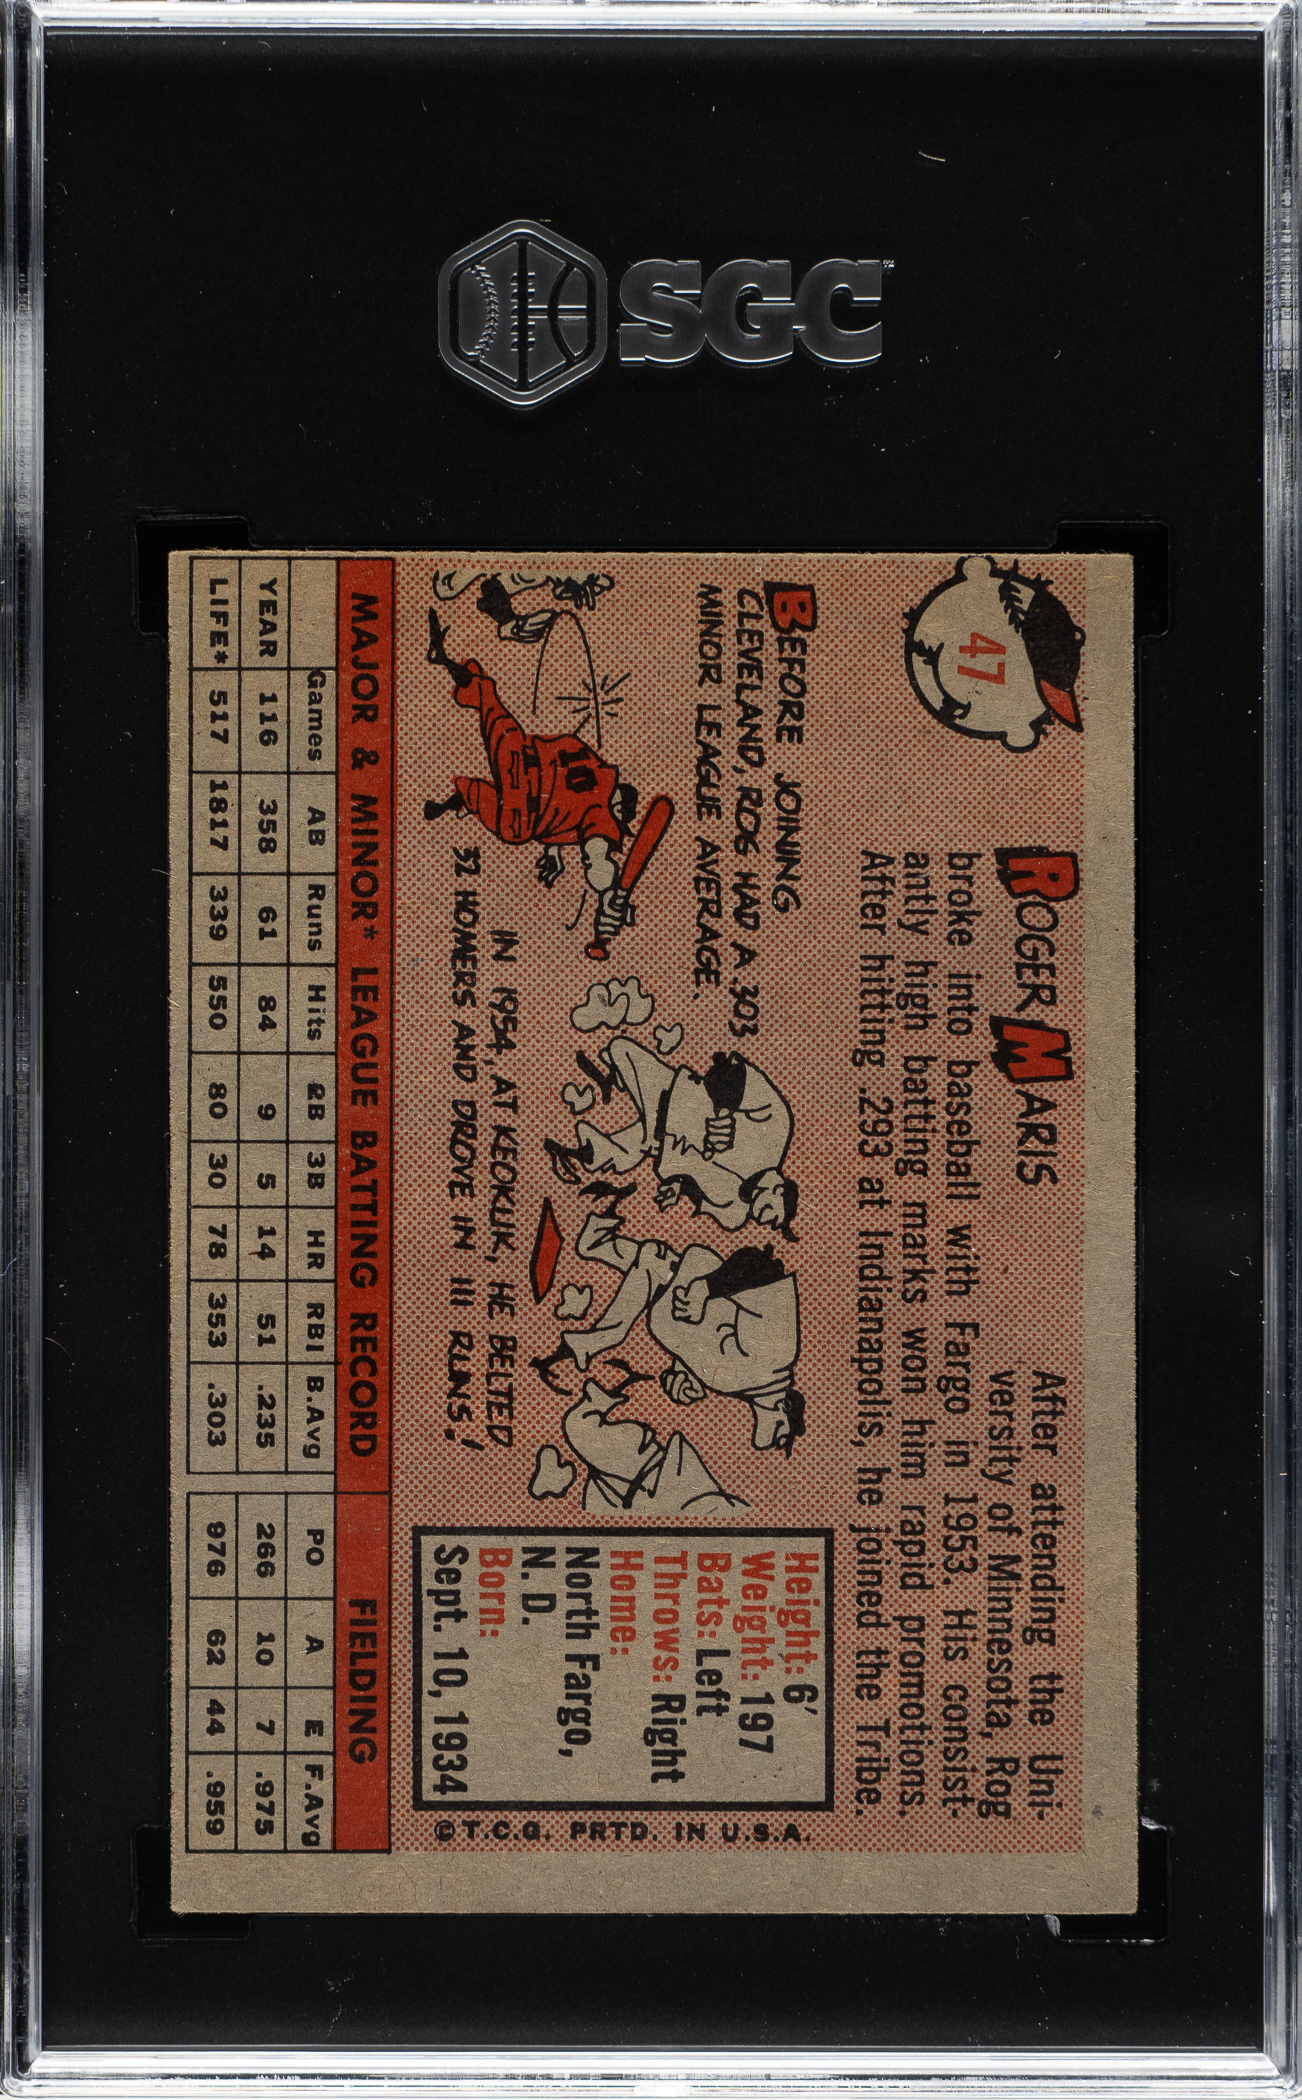 SGC™
47
ROGER MARIS
After attending the Uni-
versity of Minnesota, Rog
broke into baseball with Fargo in 1953. His consist-
antly high batting marks won him rapid promotions.
After hitting .293 at Indianapolis, he joined the Tribe.
BEFORE JOINING
CLEVELAND, ROG HAD A .303
MINOR LEAGUE AVERAGE.
10
IN 1954, AT KEOKUK, HE BELTED
32 HOMERS AND DROVE IN 111 RUNS!
Height: 6'
Weight: 197
Bats: Left
Throws: Right
Home:
North Fargo,
N. D.
Born:
Sept. 10, 1934
©T.C.G. PRTD. IN U.S.A.
MAJOR & MINOR* LEAGUE BATTING RECORD FIELDING
Games AB Runs Hits 2B 3B HR RBI B.Avg PO A E F.Avg
YEAR 116 358 61 84 9 5 14 51 .235 266 10 7 .975
LIFE* 517 1817 339 550 80 30 78 353 .303 976 62 44 .959